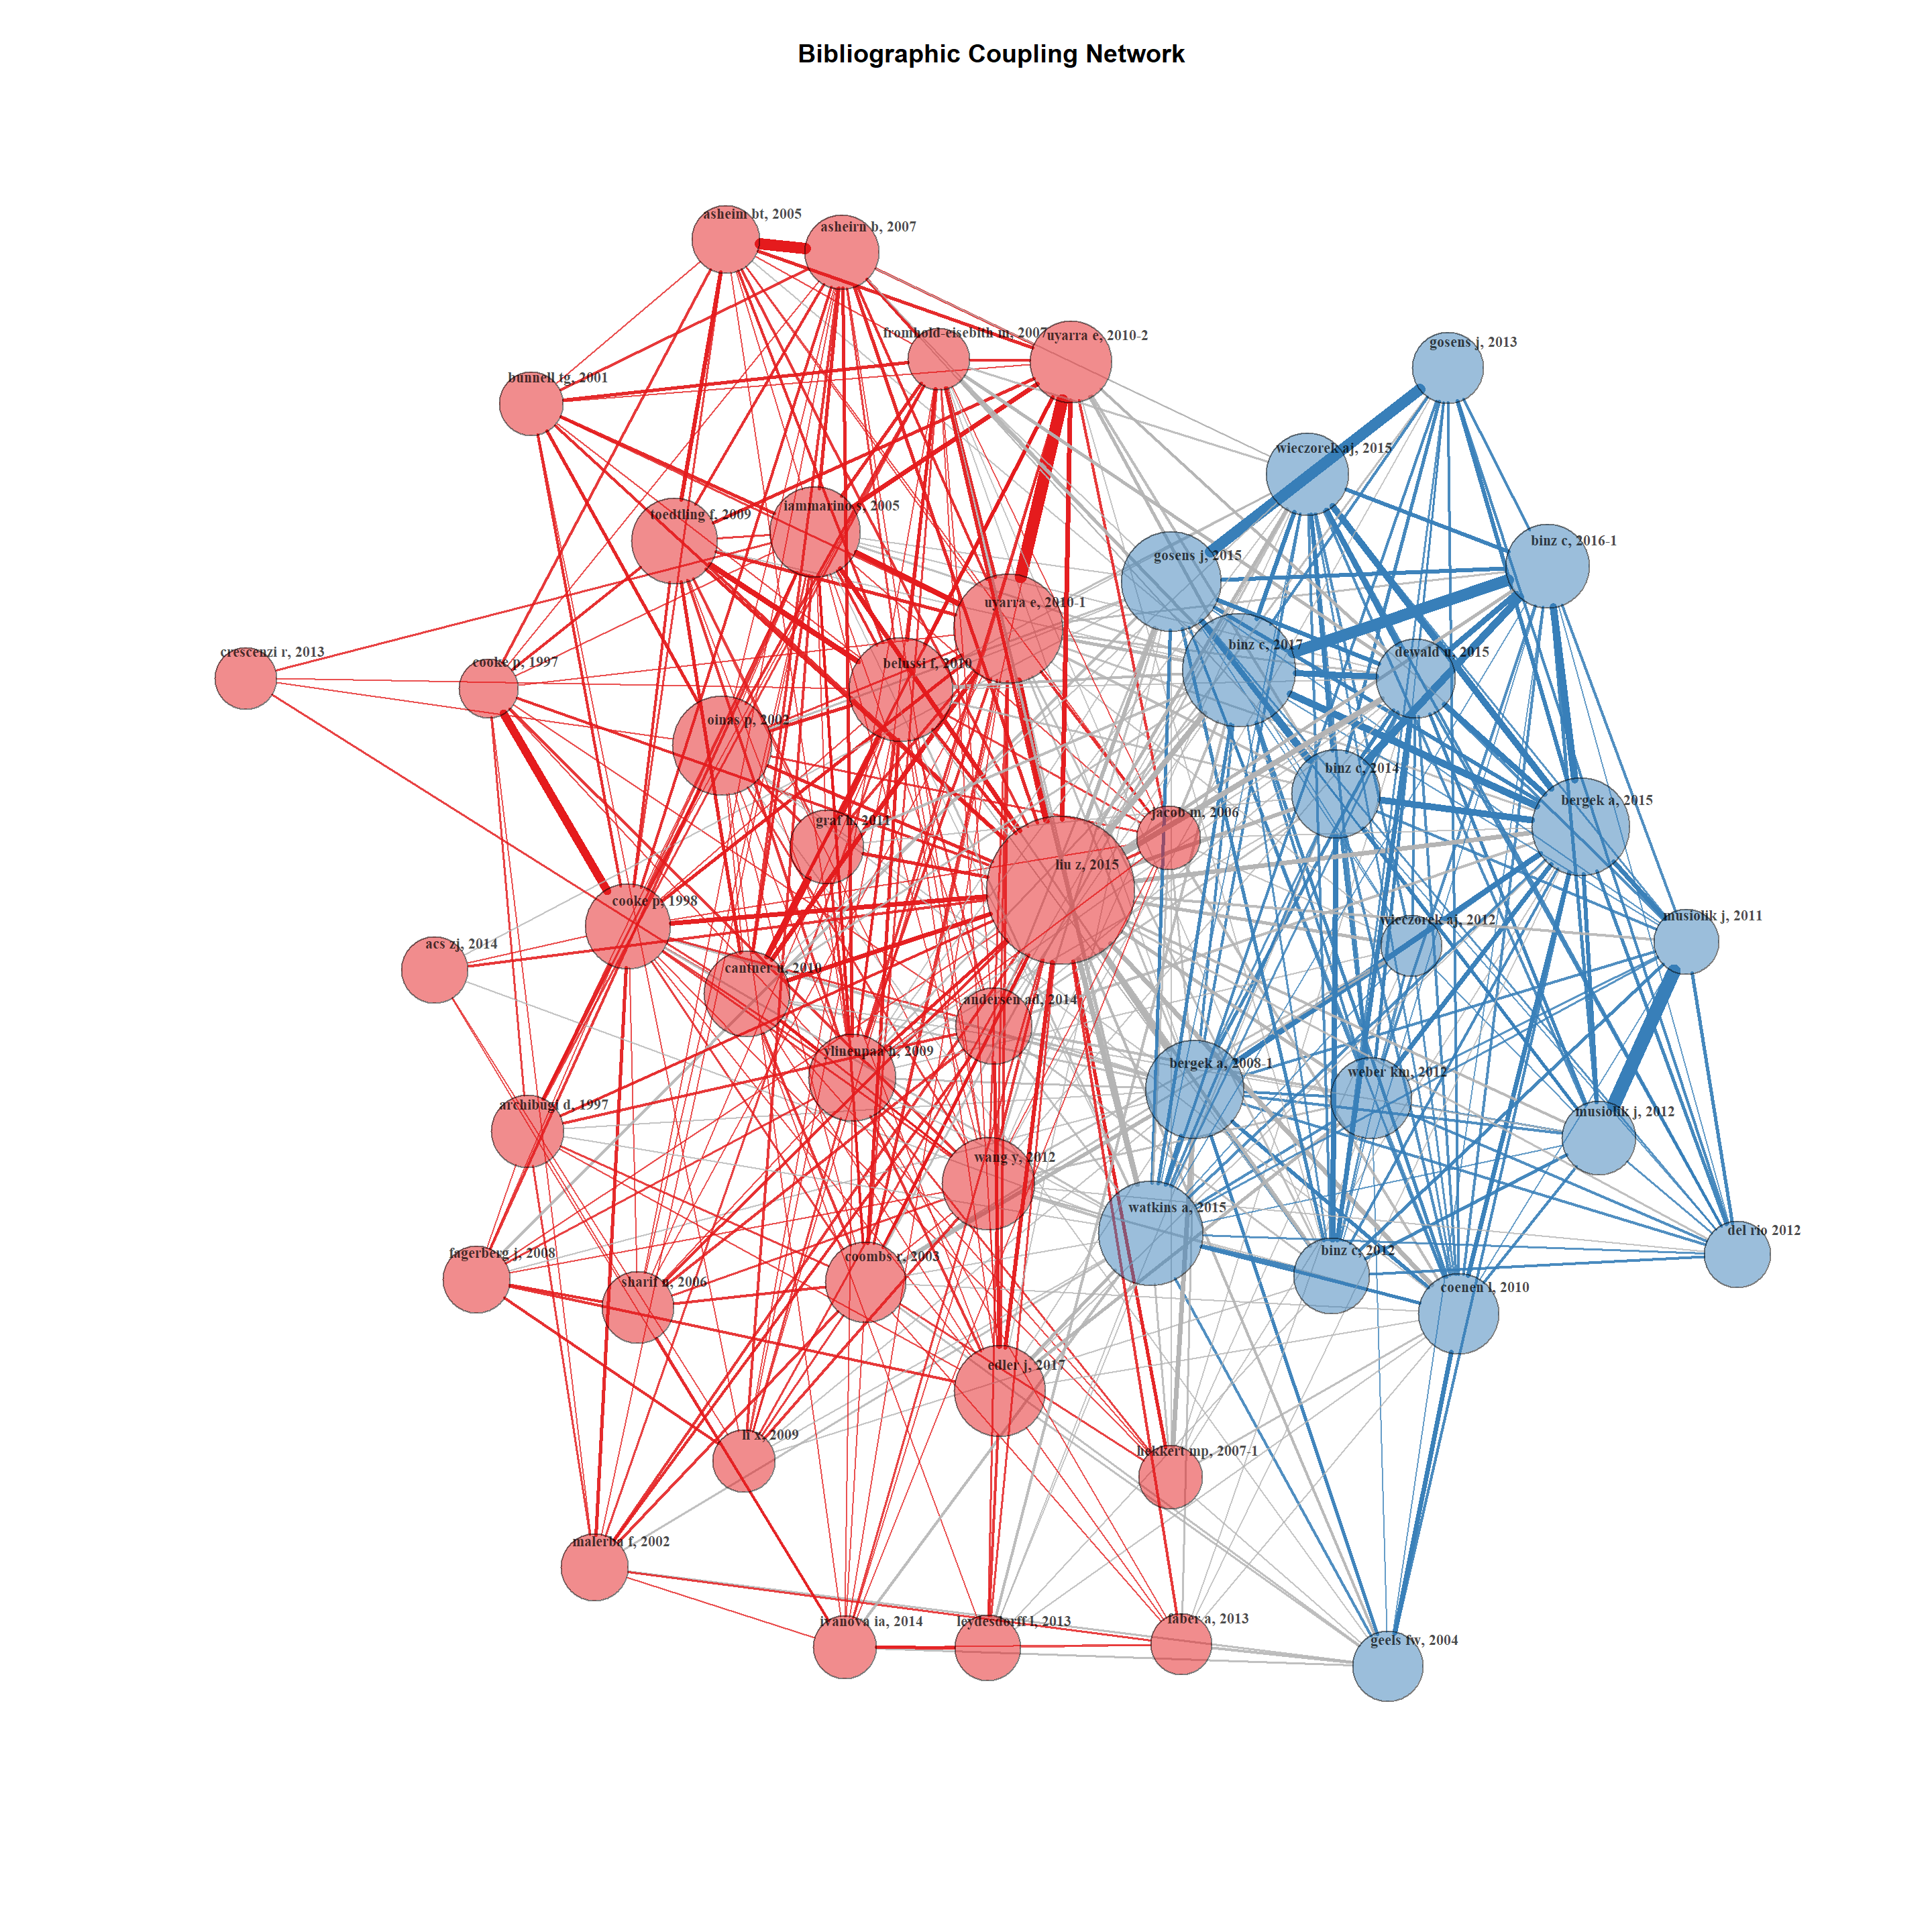 Bibliographic Coupling Network
asheim bt, 2005
asheirn b, 2007
fromhold-eisebith m, 2007
uyarra e, 2010-2
gosens j, 2013
bunnell tg, 2001
wieczorek aj, 2015
toedtling f, 2009
iammarino s, 2005
binz c, 2016-1
gosens j, 2015
uyarra e, 2010-1
binz c, 2017
dewald u, 2015
crescenzi r, 2013
cooke p, 1997
belussi f, 2010
oinas p, 2002
binz c, 2014
bergek a, 2015
graf h, 2011
jacob m, 2006
liu z, 2015
cooke p, 1998
wieczorek aj, 2012
musiolik j, 2011
acs zj, 2014
cantner u, 2010
andersen ad, 2014
ylinenpaa h, 2009
bergek a, 2008-1
weber km, 2012
archibugi d, 1997
musiolik j, 2012
wang y, 2012
watkins a, 2015
del rio 2012
fagerberg j, 2008
coombs r, 2003
binz c, 2012
sharif n, 2006
coenen l, 2010
edler j, 2017
li x, 2009
hekkert mp, 2007-1
malerba f, 2002
ivanova ia, 2014
leydesdorff l, 2013
faber a, 2013
geels fw, 2004